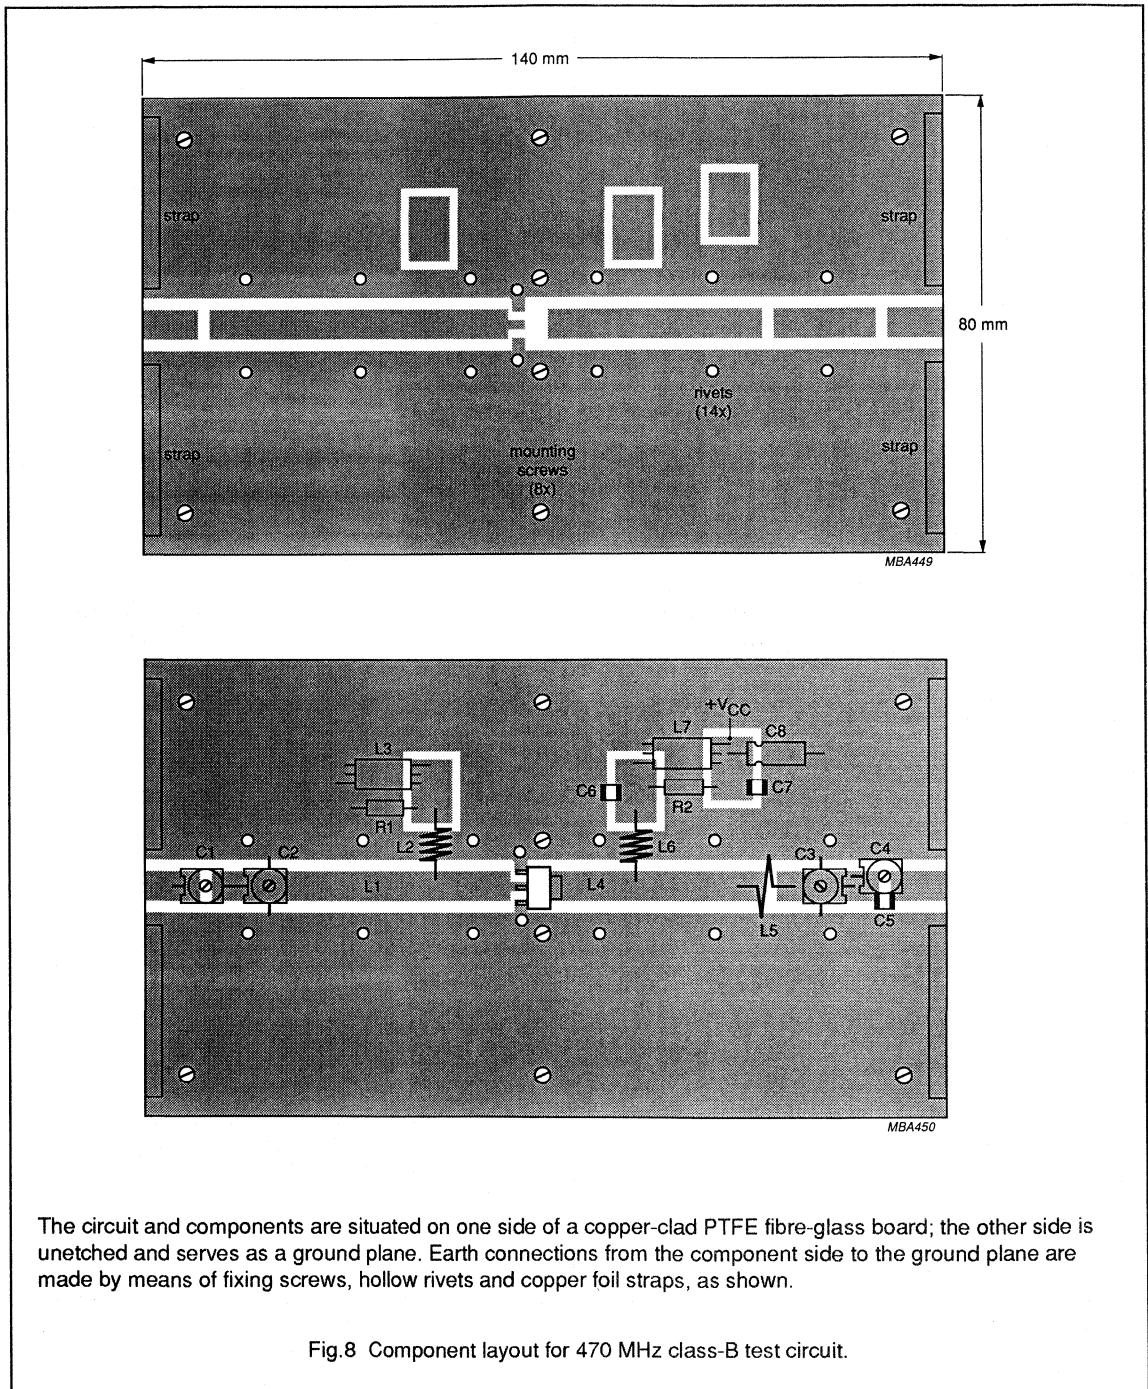 140 mm
strap
strap
80 mm
rivets
(14x)
strap
mounting
screws
(8x)
strap
MBA449
+VCC
L3
L7
C8
C6
C7
R1
R2
L2
L6
C1
C2
C3
C4
L1
L4
L5
C5
MBA450
The circuit and components are situated on one side of a copper-clad PTFE fibre-glass board; the other side is
unetched and serves as a ground plane. Earth connections from the component side to the ground plane are
made by means of fixing screws, hollow rivets and copper foil straps, as shown.
Fig.8 Component layout for 470 MHz class-B test circuit.